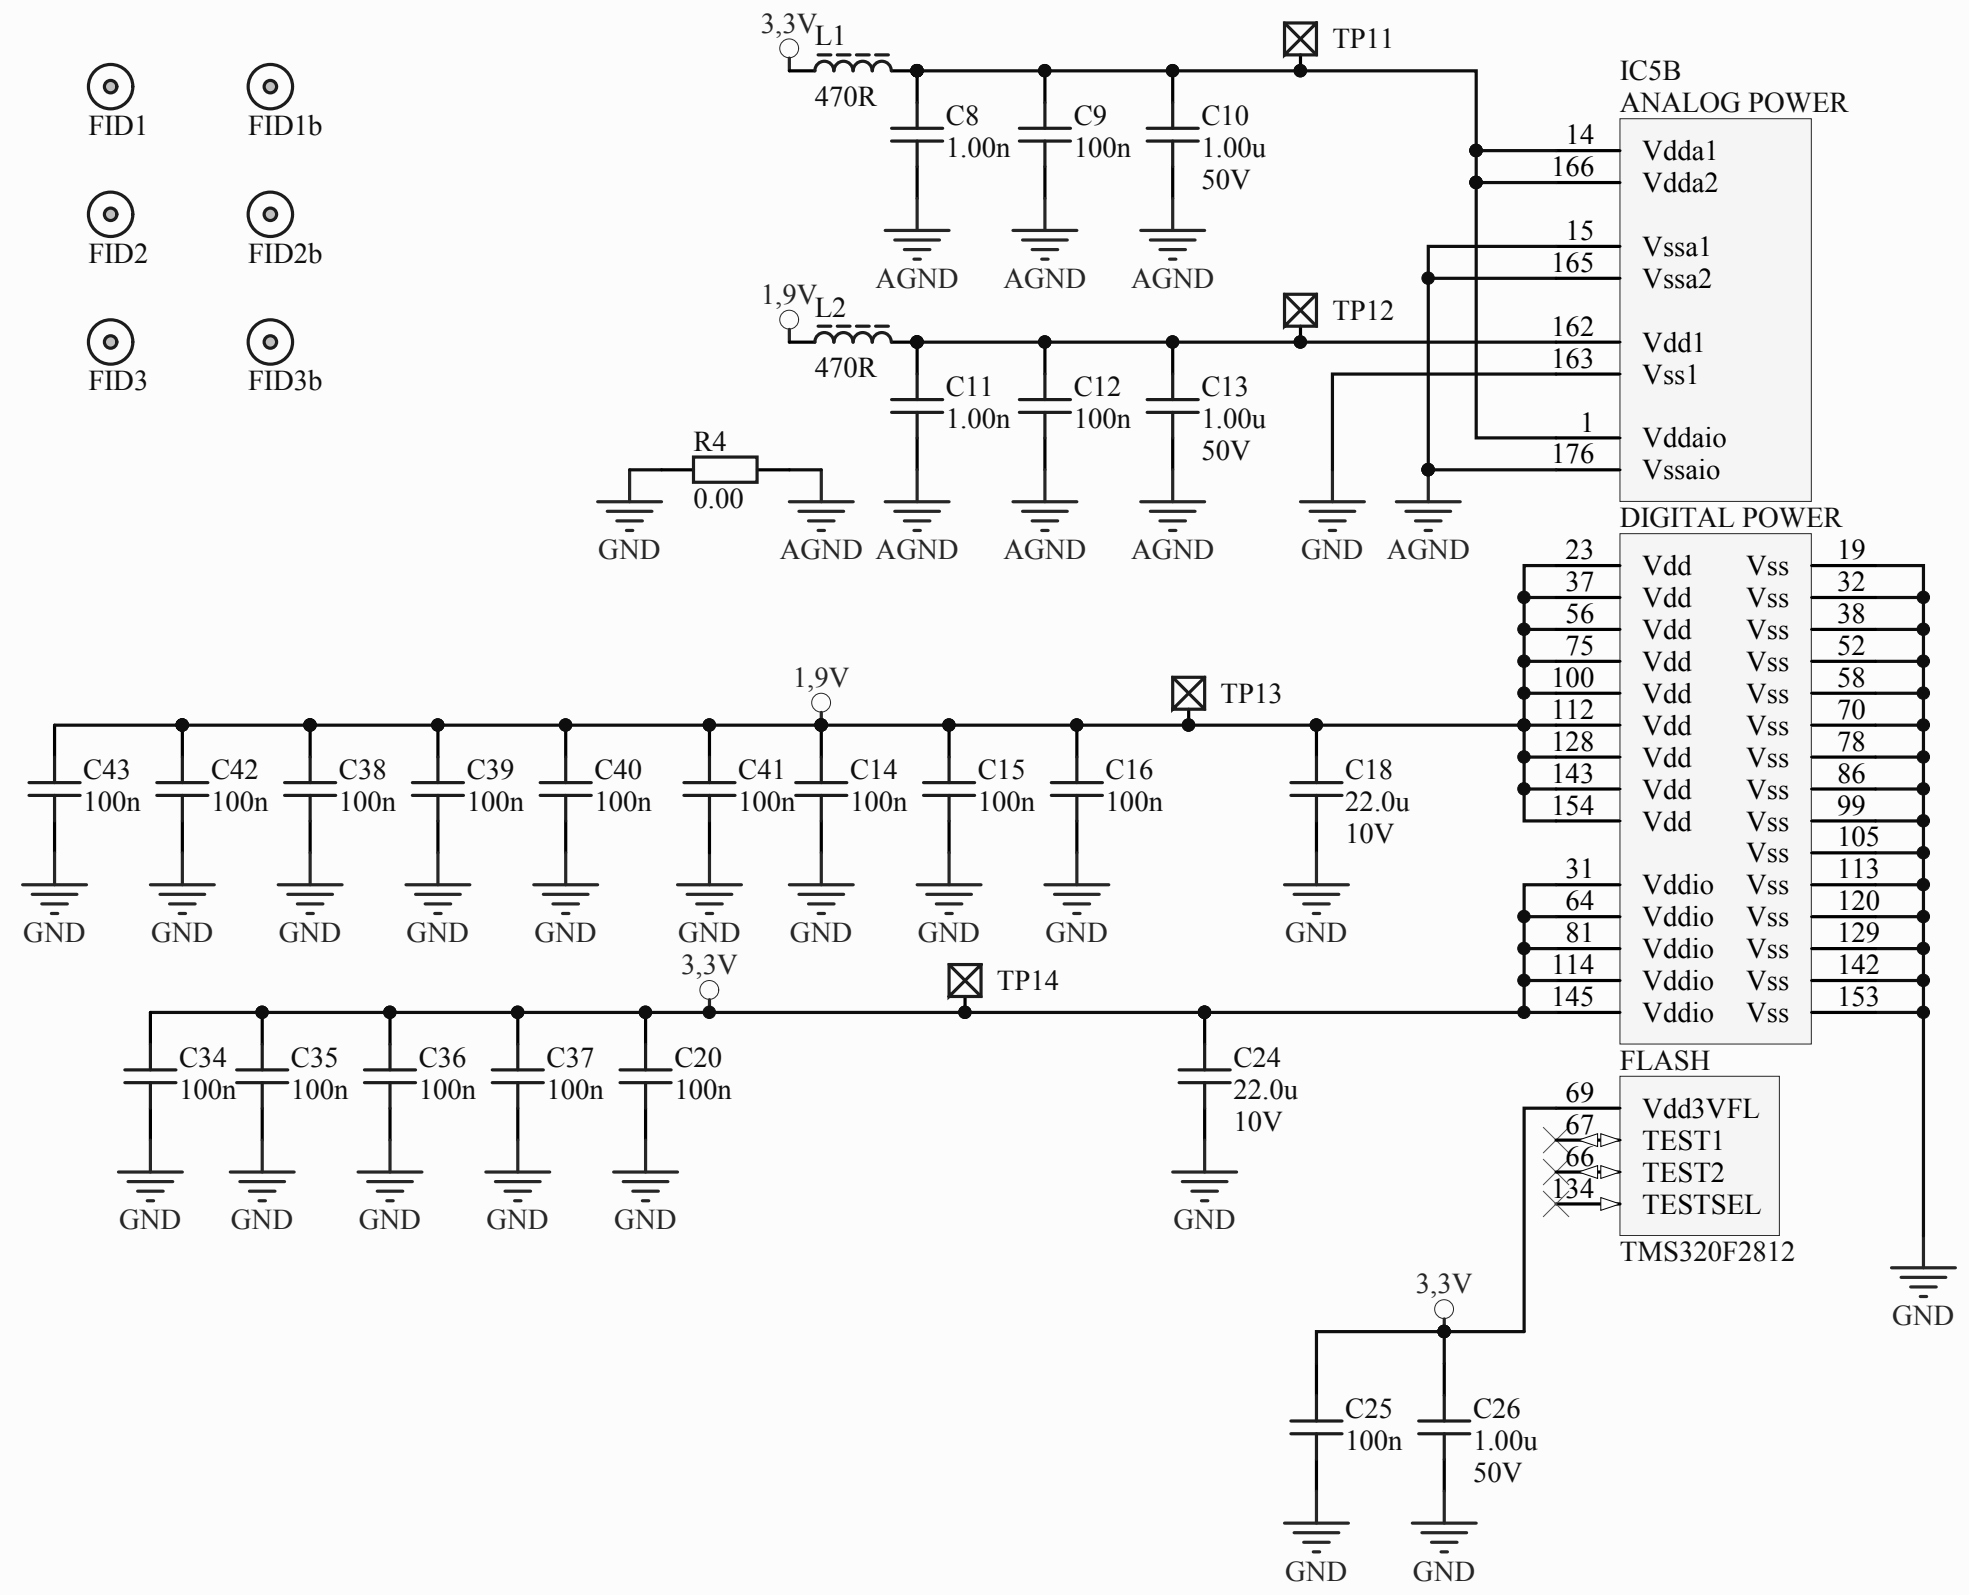 3,3V
L1
470R
TP11
C8
1.00n
C9
100n
C10
1.00u
50V
AGND
AGND
AGND
FID1
FID1b
FID2
FID2b
FID3
FID3b
1,9V
L2
470R
TP12
C11
1.00n
C12
100n
C13
1.00u
50V
R4
0.00
GND
AGND
AGND
AGND
AGND
GND
AGND
IC5B
ANALOG POWER
14 Vdda1
166 Vdda2
15 Vssa1
165 Vssa2
162 Vdd1
163 Vss1
1 Vddaio
176 Vssaio
DIGITAL POWER
23 Vdd Vss 19
37 Vdd Vss 32
56 Vdd Vss 38
75 Vdd Vss 52
100 Vdd Vss 58
112 Vdd Vss 70
128 Vdd Vss 78
143 Vdd Vss 86
154 Vdd Vss 99
Vss 105
31 Vddio Vss 113
64 Vddio Vss 120
81 Vddio Vss 129
114 Vddio Vss 142
145 Vddio Vss 153
GND
1,9V
TP13
C43
100n
C42
100n
C38
100n
C39
100n
C40
100n
C41
100n
C14
100n
C15
100n
C16
100n
C18
22.0u
10V
GND
GND
GND
GND
GND
GND
GND
GND
GND
GND
3,3V
TP14
C34
100n
C35
100n
C36
100n
C37
100n
C20
100n
C24
22.0u
10V
GND
GND
GND
GND
GND
GND
FLASH
69 Vdd3VFL
67 TEST1
66 TEST2
134 TESTSEL
TMS320F2812
3,3V
C25
100n
C26
1.00u
50V
GND
GND